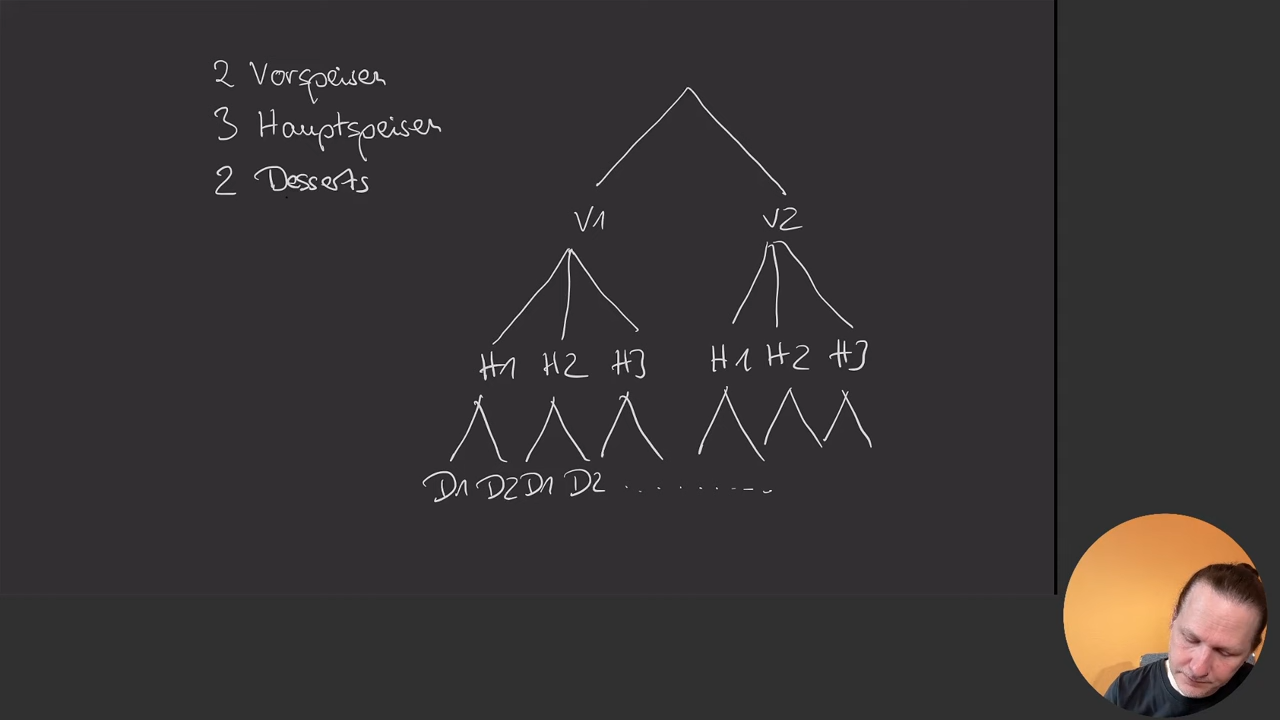 2 Vorspeisen
3 Hauptspeisen
2 Desserts
V1 V2
H1 H2 H3 H1 H2 H3
D1 D2 D1 D2 . . . . . . . . .